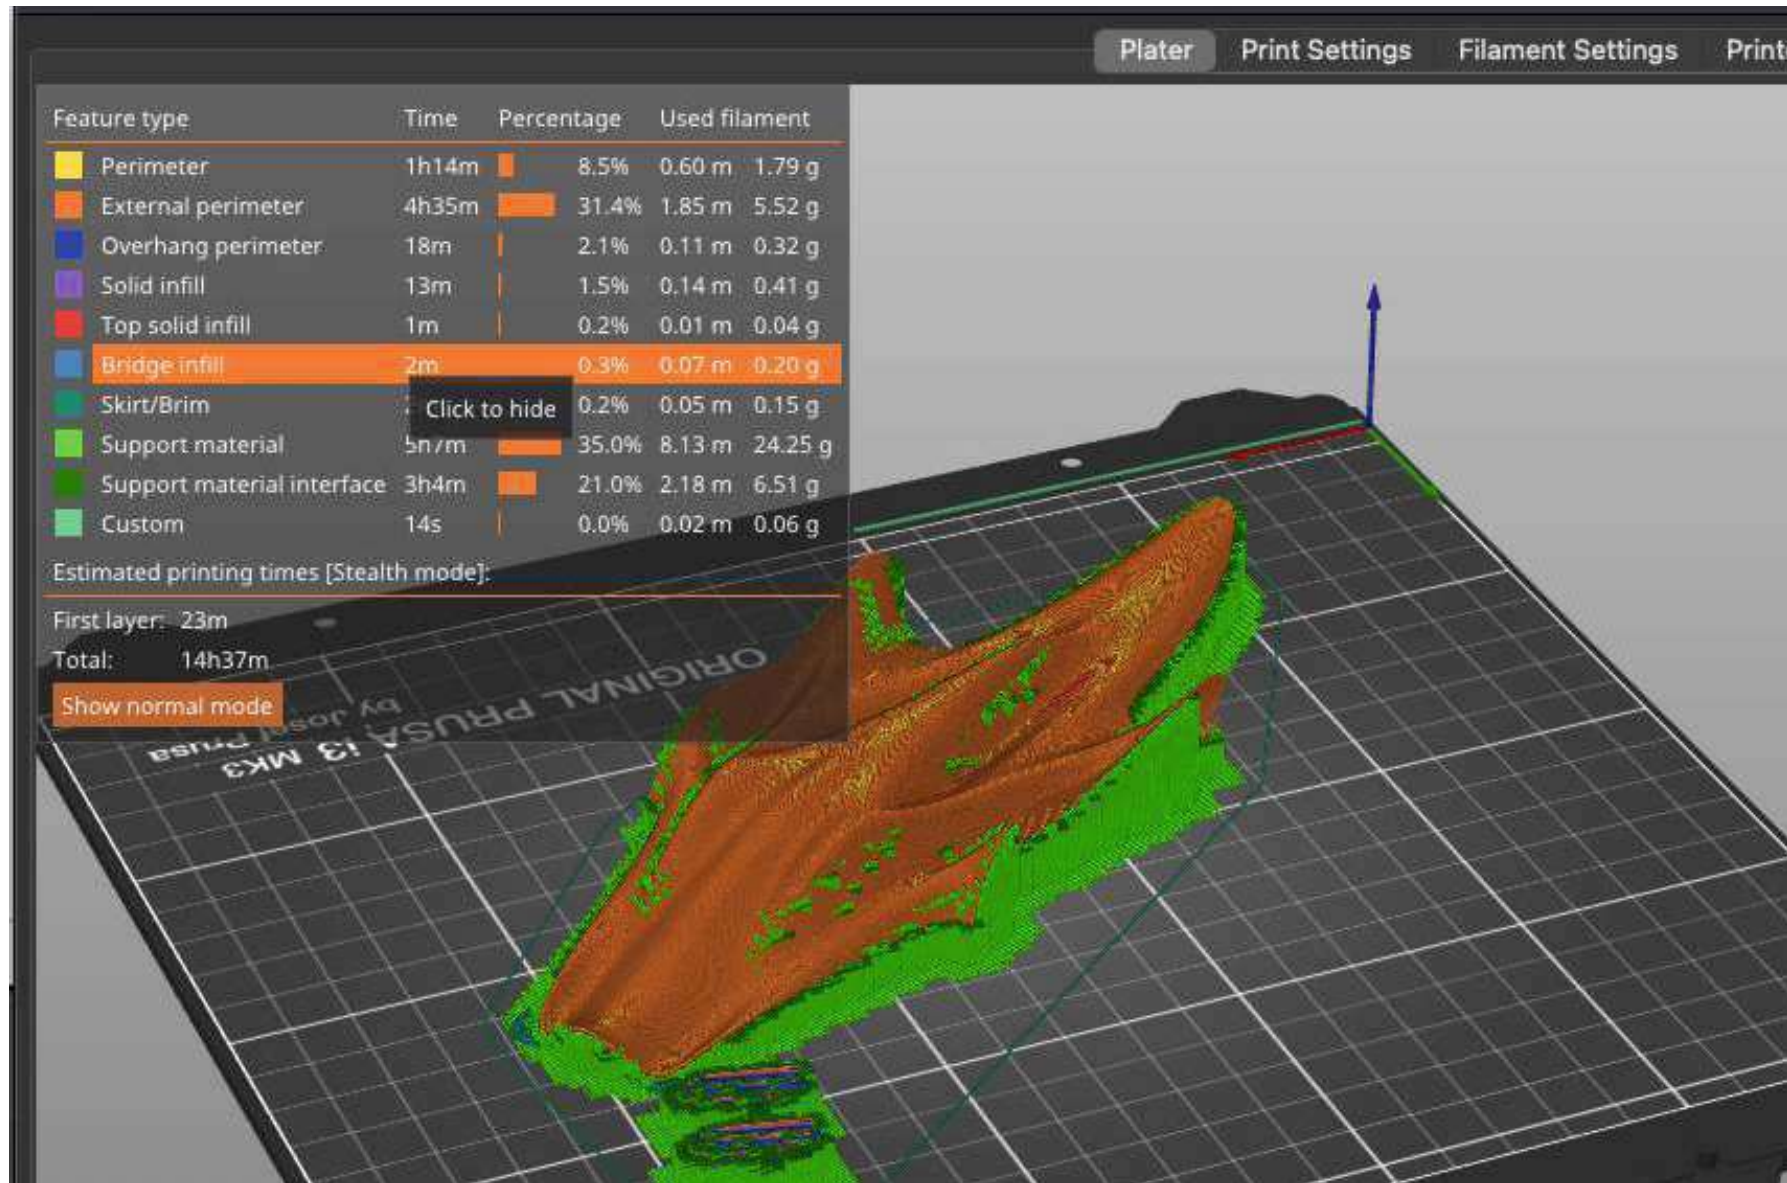 Plater Print Settings Filament Settings Print
Feature type Time Percentage Used filament
Perimeter 1h14m 8.5% 0.60 m 1.79 g
External perimeter 4h35m 31.4% 1.85 m 5.52 g
Overhang perimeter 18m 2.1% 0.11 m 0.32 g
Solid infill 13m 1.5% 0.14 m 0.41 g
Top solid infill 1m 0.2% 0.01 m 0.04 g
Bridge infill 2m 0.3% 0.07 m 0.20 g
Skirt/Brim 0.2% 0.05 m 0.15 g
Click to hide
Support material 5h7m 35.0% 8.13 m 24.25 g
Support material interface 3h4m 21.0% 2.18 m 6.51 g
Custom 14s 0.0% 0.02 m 0.06 g
Estimated printing times [Stealth mode]:
First layer: 23m
Total: 14h37m
Show normal mode
ORIGINAL PRUSA i3 MK3
by Josef Prusa